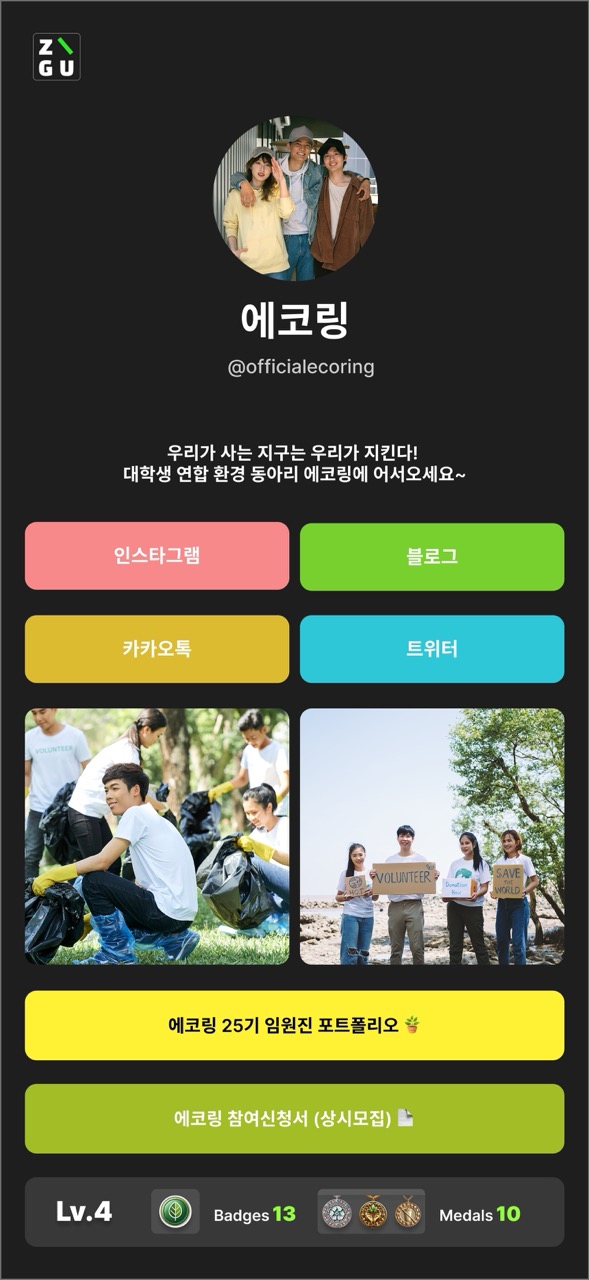 Z
G U
에코링
@officialecoring
우리가 사는 지구는 우리가 지킨다!
대학생 연합 환경 동아리 에코링에 어서오세요~
인스타그램
블로그
카카오톡
트위터
VOLUNTEER
VOLUNTEER
Donation
Box
SAVE
THE
WORLD
에코링 25기 임원진 포트폴리오 🪴
에코링 참여신청서 (상시모집) 📄
Lv.4
Badges 13
Medals 10